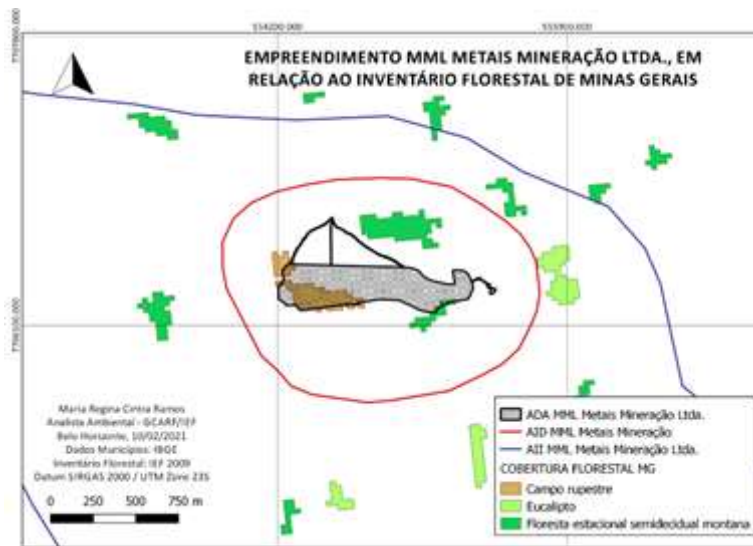 EMPREENDIMENTO MML METAIS MINERAÇÃO LTDA., EM
RELAÇÃO AO INVENTÁRIO FLORESTAL DE MINAS GERAIS
Maria Regina Cintra Ramos
Analista Ambiental - GCARF/IEF
Belo Horizonte, 10/02/2021
Dados Municípios: IBGE
Inventário Florestal: IEF 2009
Datum SIRGAS 2000 / UTM Zone 23S
0 250 500 750 m
ADA MML Metais Mineração Ltda.
AID MML Metais Mineração
AII MML Metais Mineração Ltda.
COBERTURA FLORESTAL MG
Campo rupestre
Eucalipto
Floresta estacional semidecidual montana